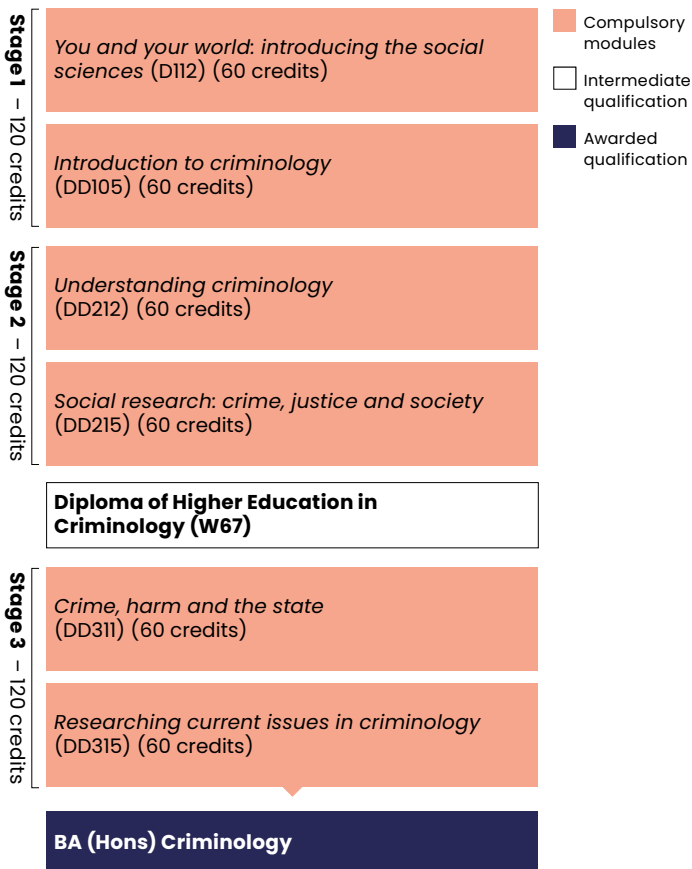 Stage 1 – 120 credits
You and your world: introducing the social
sciences (D112) (60 credits)
Introduction to criminology
(DD105) (60 credits)
Stage 2 – 120 credits
Understanding criminology
(DD212) (60 credits)
Social research: crime, justice and society
(DD215) (60 credits)
Diploma of Higher Education in
Criminology (W67)
Stage 3 – 120 credits
Crime, harm and the state
(DD311) (60 credits)
Researching current issues in criminology
(DD315) (60 credits)
BA (Hons) Criminology
Compulsory
modules
Intermediate
qualification
Awarded
qualification